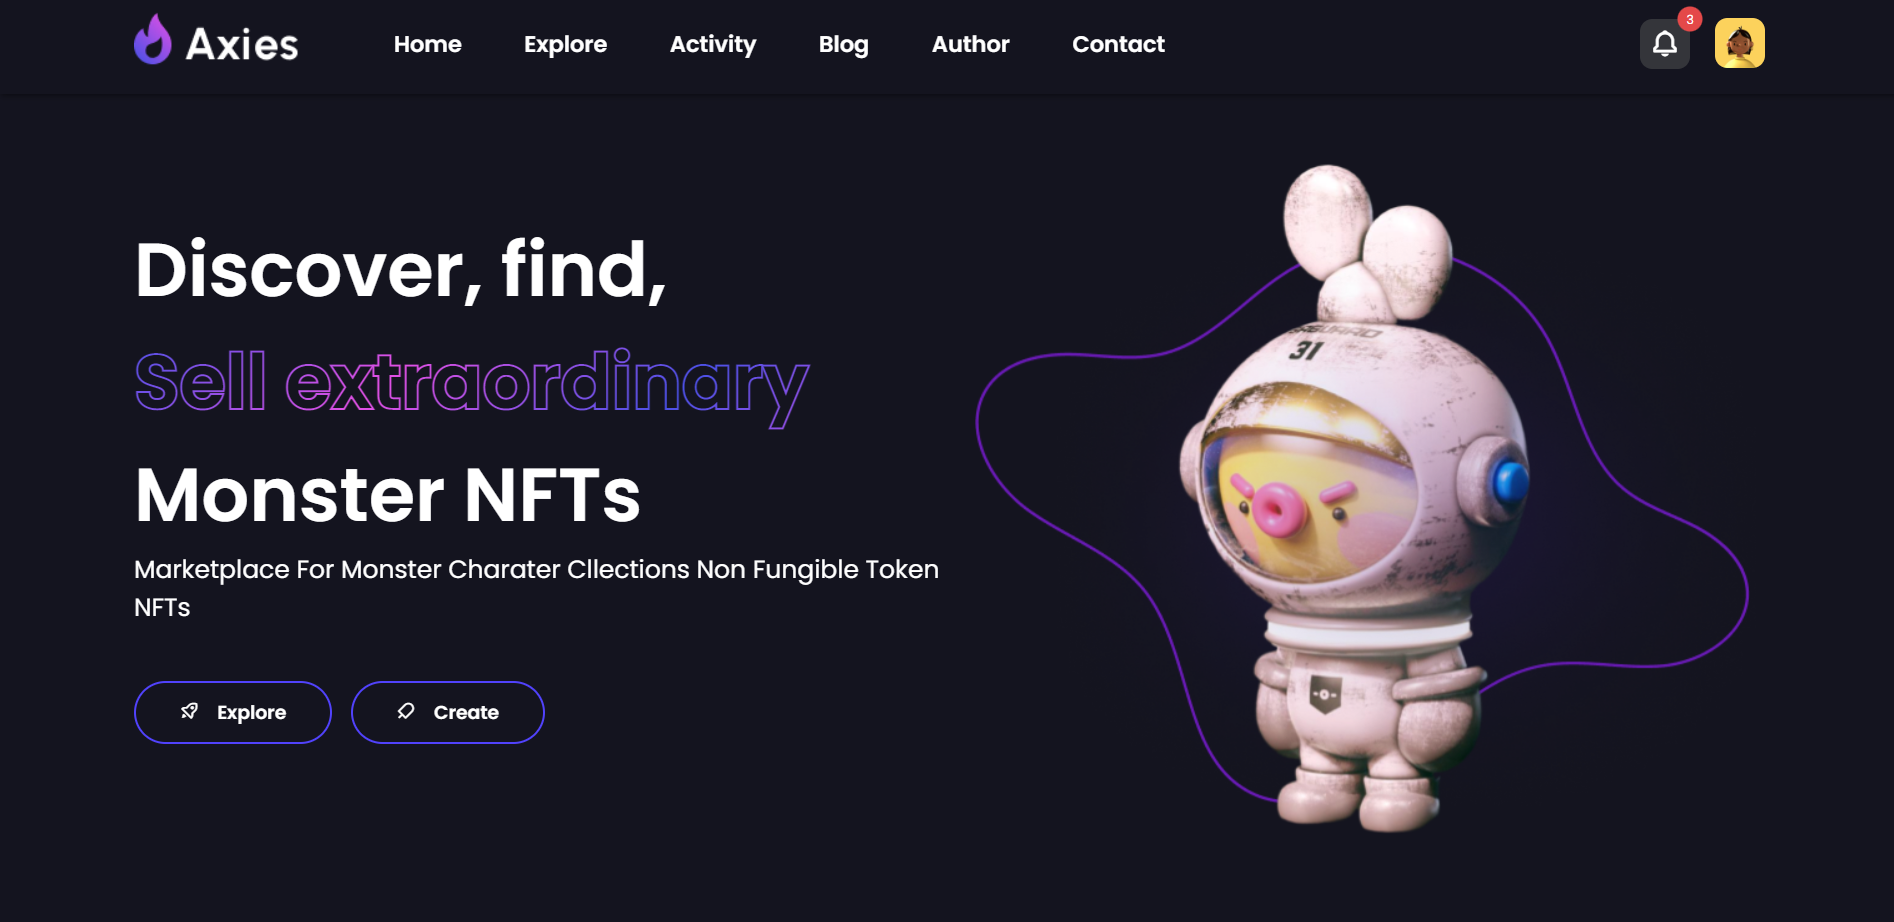 Axies
Home
Explore
Activity
Blog
Author
Contact
3
Discover, find,
Sell extraordinary
Monster NFTs
Marketplace For Monster Charater Cllections Non Fungible Token
NFTs
Explore
Create
31